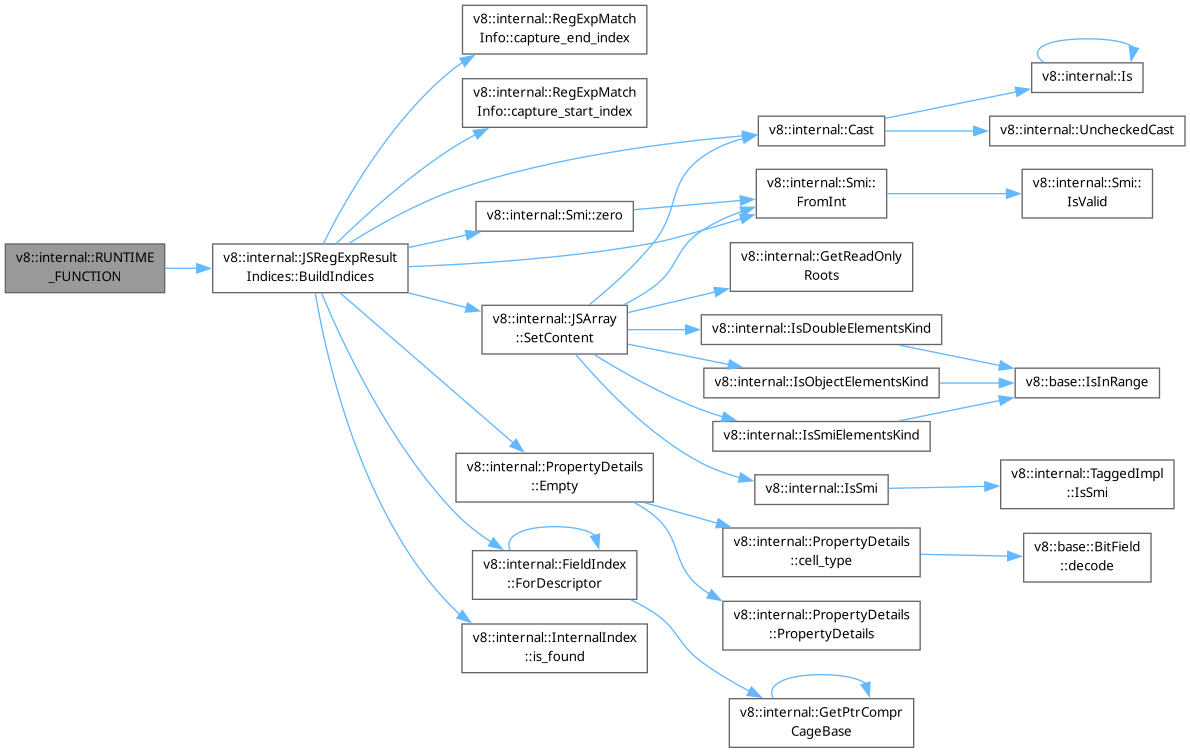 v8::internal::RUNTIME
_FUNCTION
v8::internal::JSRegExpResult
Indices::BuildIndices
v8::internal::RegExpMatch
Info::capture_end_index
v8::internal::RegExpMatch
Info::capture_start_index
v8::internal::Smi::zero
v8::internal::JSArray
::SetContent
v8::internal::PropertyDetails
::Empty
v8::internal::FieldIndex
::ForDescriptor
v8::internal::InternalIndex
::is_found
v8::internal::Cast
v8::internal::Smi::
FromInt
v8::internal::GetReadOnly
Roots
v8::internal::IsDoubleElementsKind
v8::internal::IsObjectElementsKind
v8::internal::IsSmiElementsKind
v8::internal::IsSmi
v8::internal::PropertyDetails
::cell_type
v8::internal::PropertyDetails
::PropertyDetails
v8::internal::GetPtrCompr
CageBase
v8::internal::Is
v8::internal::UncheckedCast
v8::internal::Smi::
IsValid
v8::base::IsInRange
v8::internal::TaggedImpl
::IsSmi
v8::base::BitField
::decode